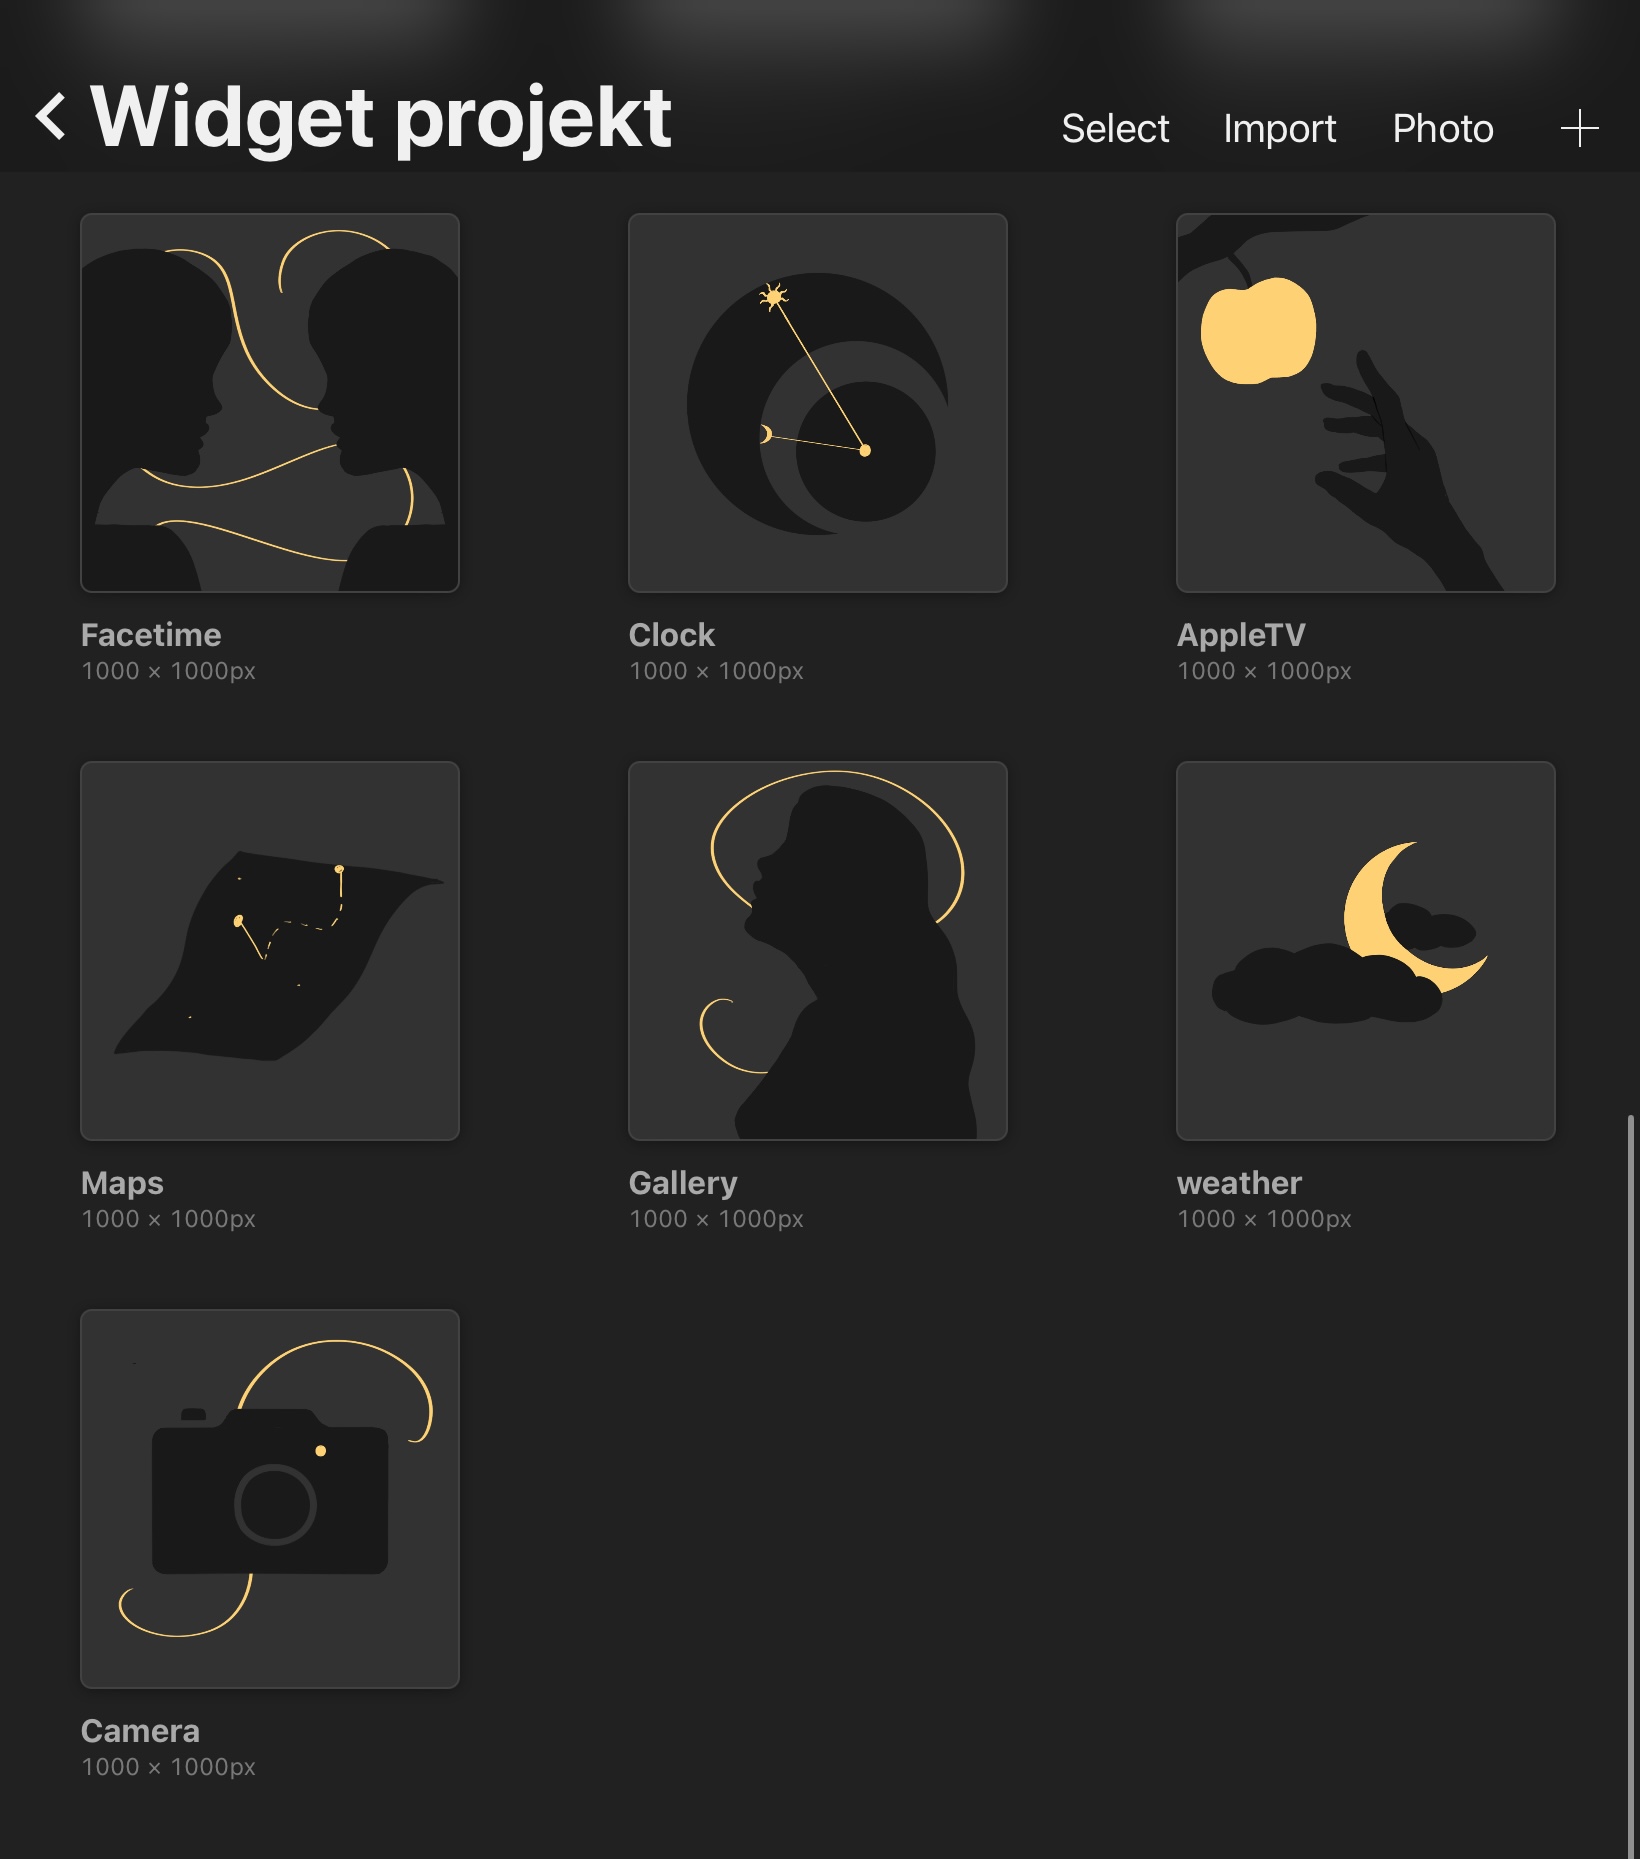 Widget projekt
Select Import Photo
Facetime
1000 × 1000px
Clock
1000 × 1000px
AppleTV
1000 × 1000px
Maps
1000 × 1000px
Gallery
1000 × 1000px
weather
1000 × 1000px
Camera
1000 × 1000px